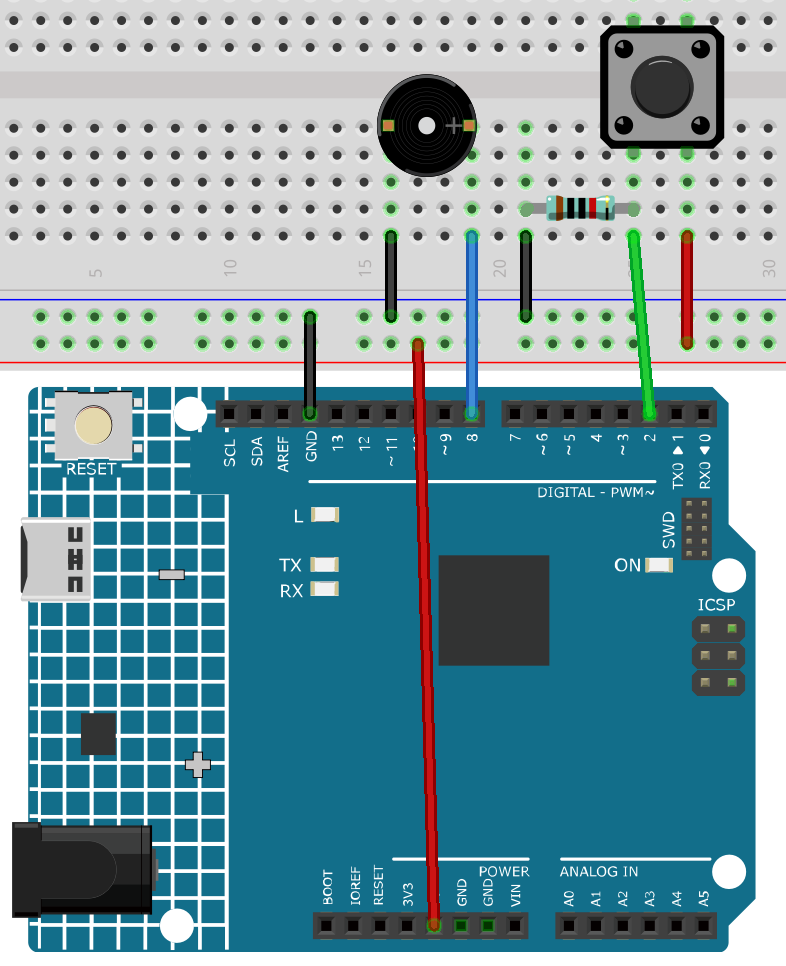 5
10
15
20
30
RESET
SCL
SDA
AREF
GND
13
12
~11
~9
8
7
~6
~5
4
~3
2
TX0 ▶ 1
RX0 ◀ 0
DIGITAL - PWM~
L
TX
RX
ON
SWD
ICSP
POWER
ANALOG IN
BOOT
IOREF
RESET
3V3
GND
GND
VIN
A0
A1
A2
A3
A4
A5